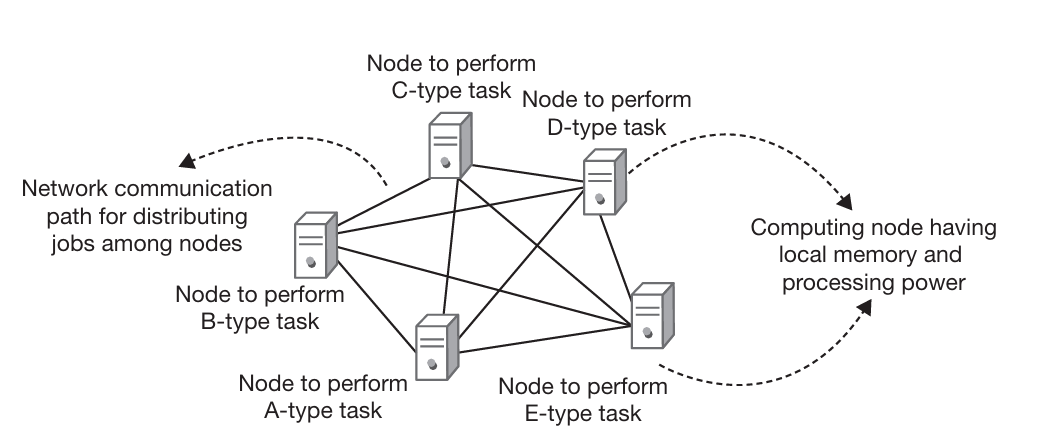 Node to perform
C-type task
Node to perform
D-type task
Network communication
path for distributing
jobs among nodes
Computing node having
local memory and
processing power
Node to perform
B-type task
Node to perform
A-type task
Node to perform
E-type task